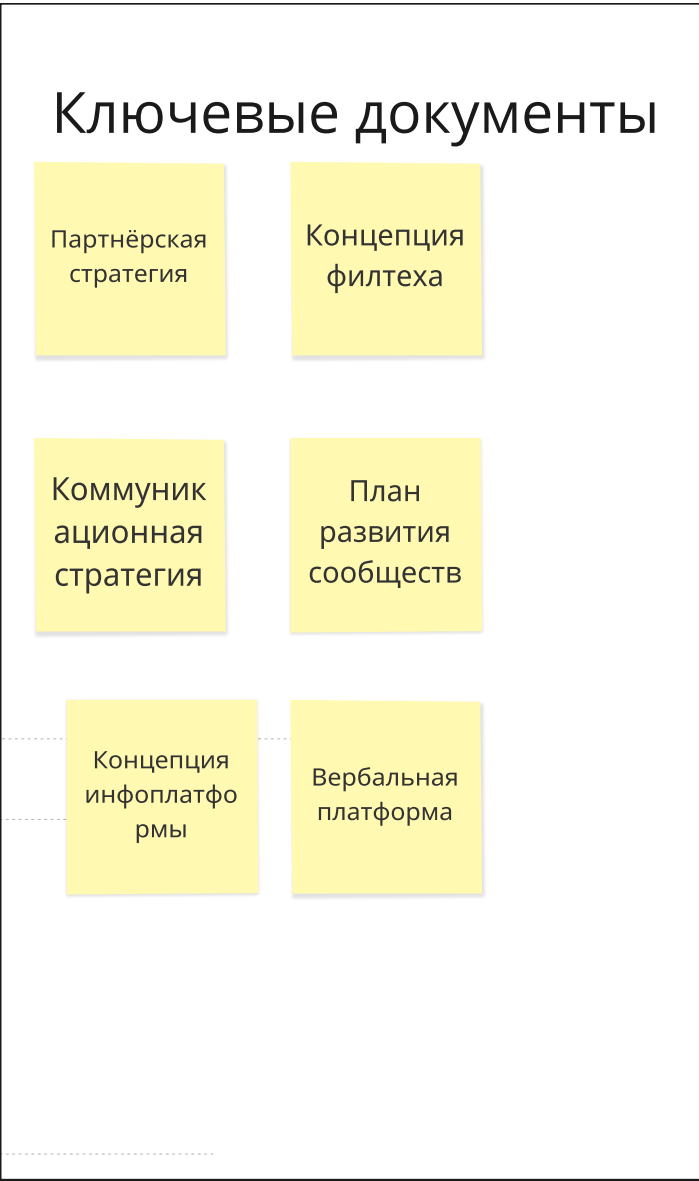 Ключевые документы
Партнёрская
стратегия
Концепция
филтеха
Коммуник
ационная
стратегия
План
развития
сообществ
Концепция
инфоплатфо
рмы
Вербальная
платформа